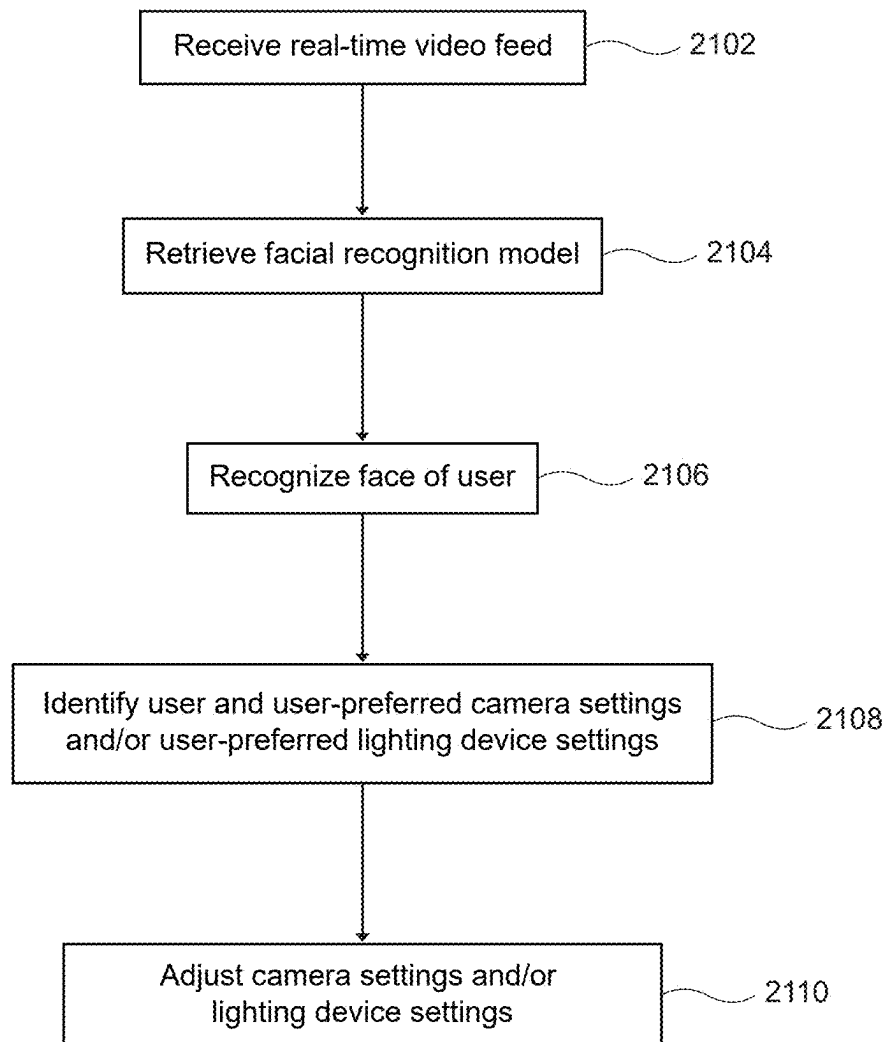 Receive real-time video feed
2102
Retrieve facial recognition model
2104
Recognize face of user
2106
Identify user and user-preferred camera settings
and/or user-preferred lighting device settings
2108
Adjust camera settings and/or
lighting device settings
2110